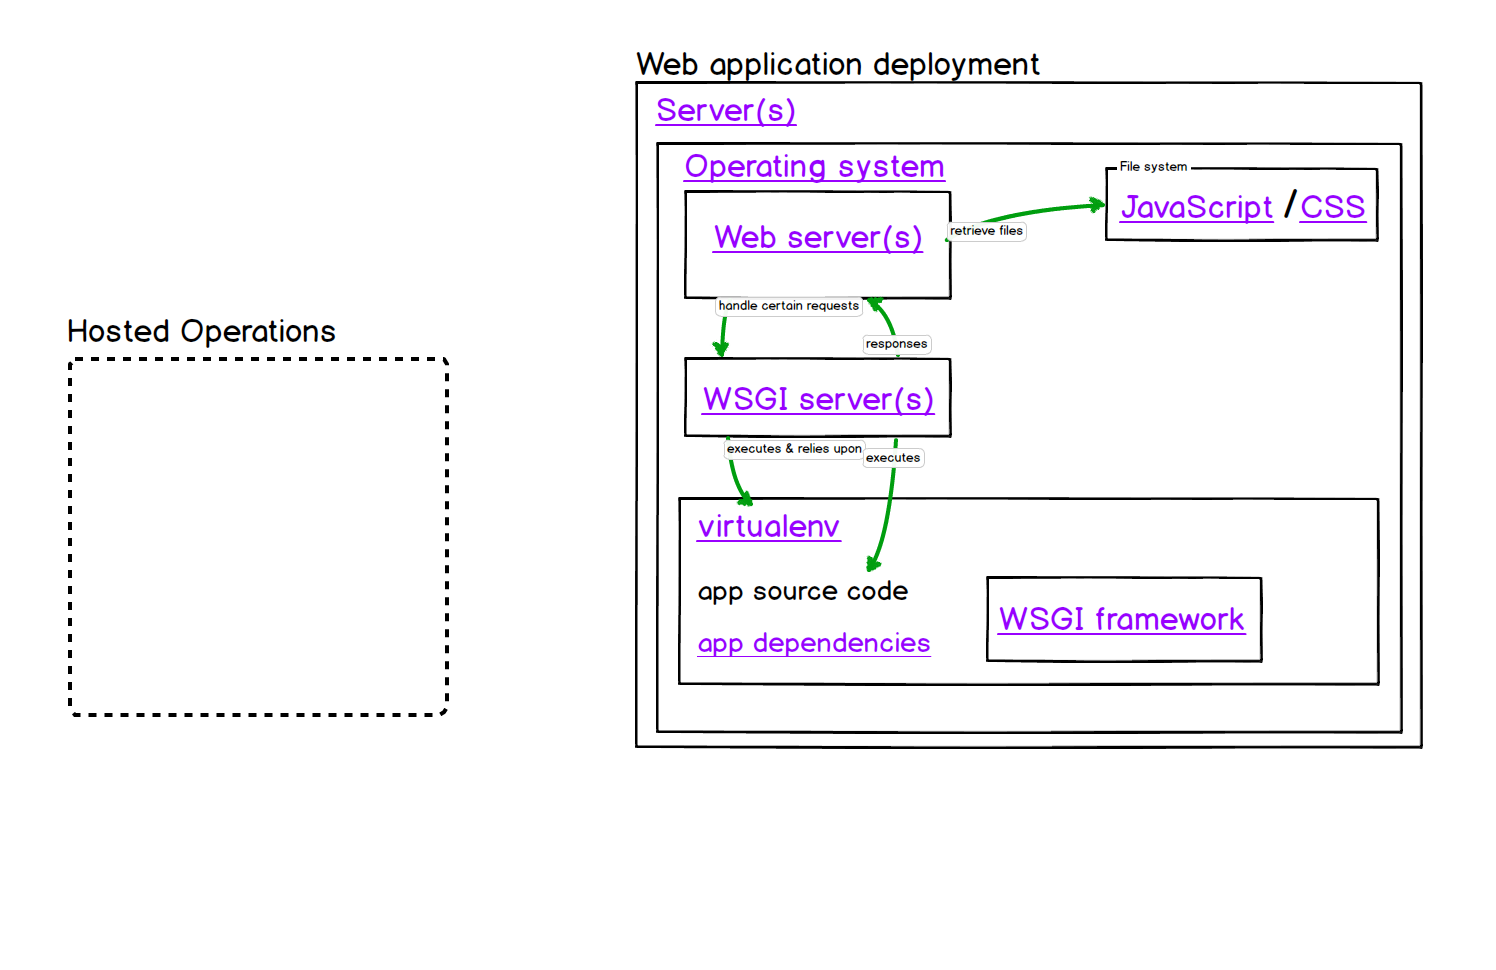 Web application deployment
Server(s)
Operating system
File system
JavaScript / CSS
Web server(s)
retrieve files
handle certain requests
Hosted Operations
responses
WSGI server(s)
executes & relies upon
executes
virtualenv
app source code
WSGI framework
app dependencies